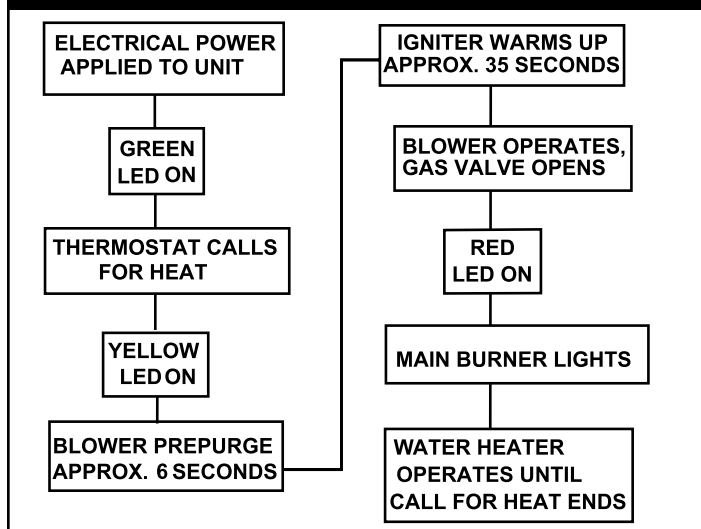 ELECTRICAL POWER
APPLIED TO UNIT
GREEN
LED ON
THERMOSTAT CALLS
FOR HEAT
YELLOW
LED ON
BLOWER PREPURGE
APPROX. 6 SECONDS
IGNITER WARMS UP
APPROX. 35 SECONDS
BLOWER OPERATES,
GAS VALVE OPENS
RED
LED ON
MAIN BURNER LIGHTS
WATER HEATER
OPERATES UNTIL
CALL FOR HEAT ENDS